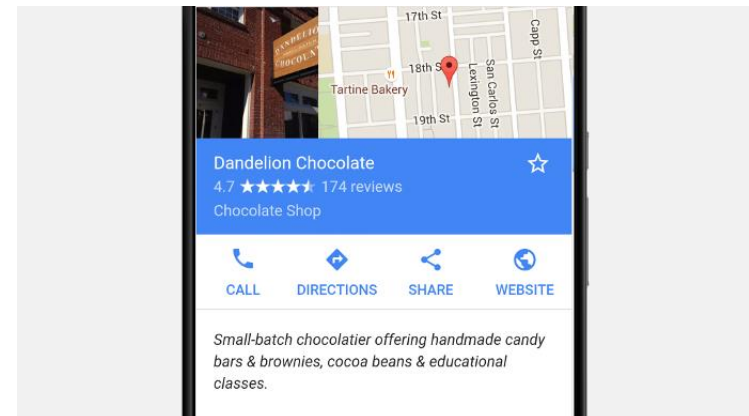 DANDELION
CHOCOLATE
17th St
Capp St
18th S
Tartine Bakery
Lexington St
San Carlos St
19th St
Dandelion Chocolate
4.7 ★★★★★ 174 reviews
Chocolate Shop
CALL DIRECTIONS SHARE WEBSITE
Small-batch chocolatier offering handmade candy
bars & brownies, cocoa beans & educational
classes.